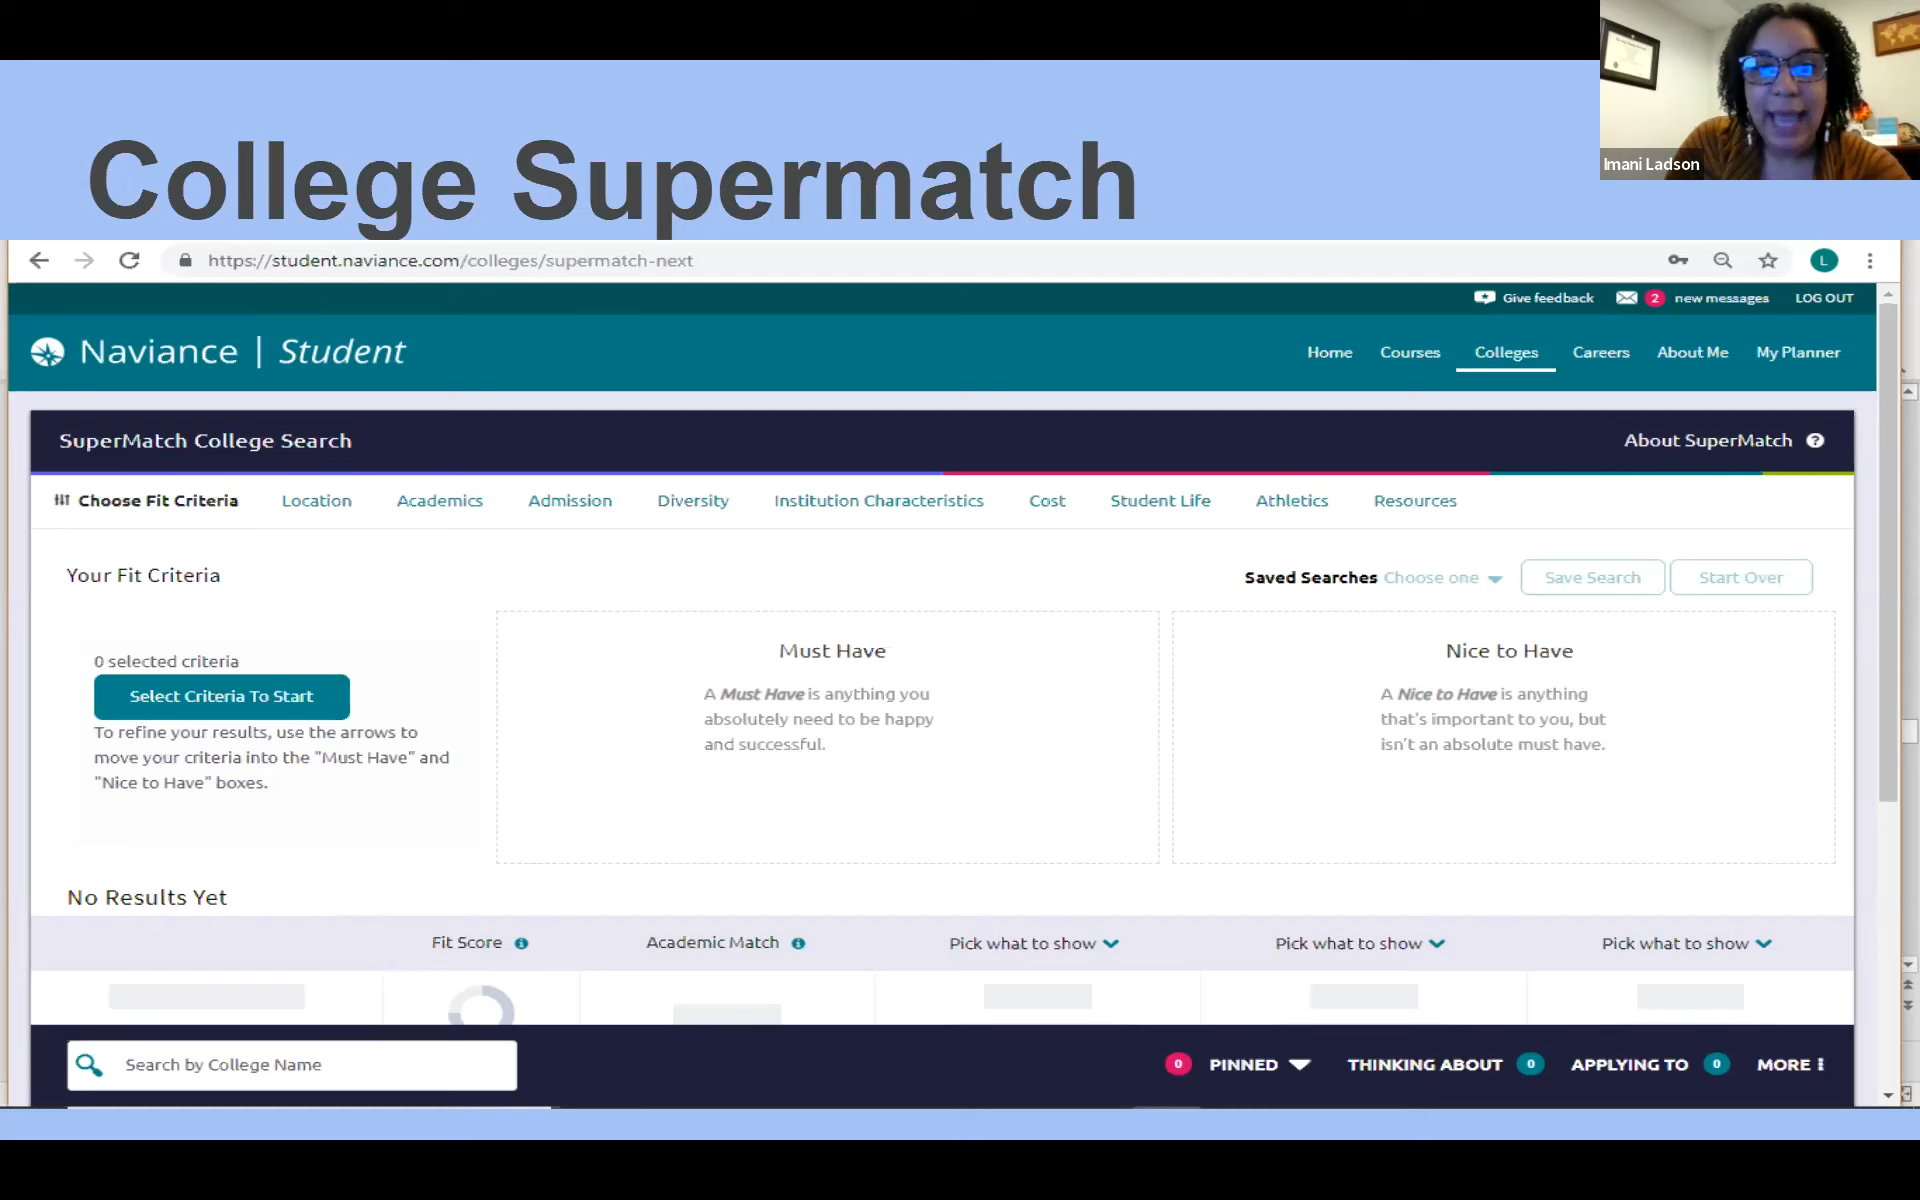 College Supermatch
Imani Ladson
https://student.naviance.com/colleges/supermatch-next
L
Give feedback 2 new messages LOG OUT
Naviance | Student
Home Courses Colleges Careers About Me My Planner
SuperMatch College Search
About SuperMatch ?
Choose Fit Criteria Location Academics Admission Diversity Institution Characteristics Cost Student Life Athletics Resources
Your Fit Criteria
Saved Searches Choose one Save Search Start Over
0 selected criteria
Select Criteria To Start
To refine your results, use the arrows to
move your criteria into the "Must Have" and
"Nice to Have" boxes.
Must Have
A Must Have is anything you
absolutely need to be happy
and successful.
Nice to Have
A Nice to Have is anything
that's important to you, but
isn't an absolute must have.
No Results Yet
Fit Score Academic Match Pick what to show Pick what to show Pick what to show
Search by College Name
0 PINNED THINKING ABOUT 0 APPLYING TO 0 MORE